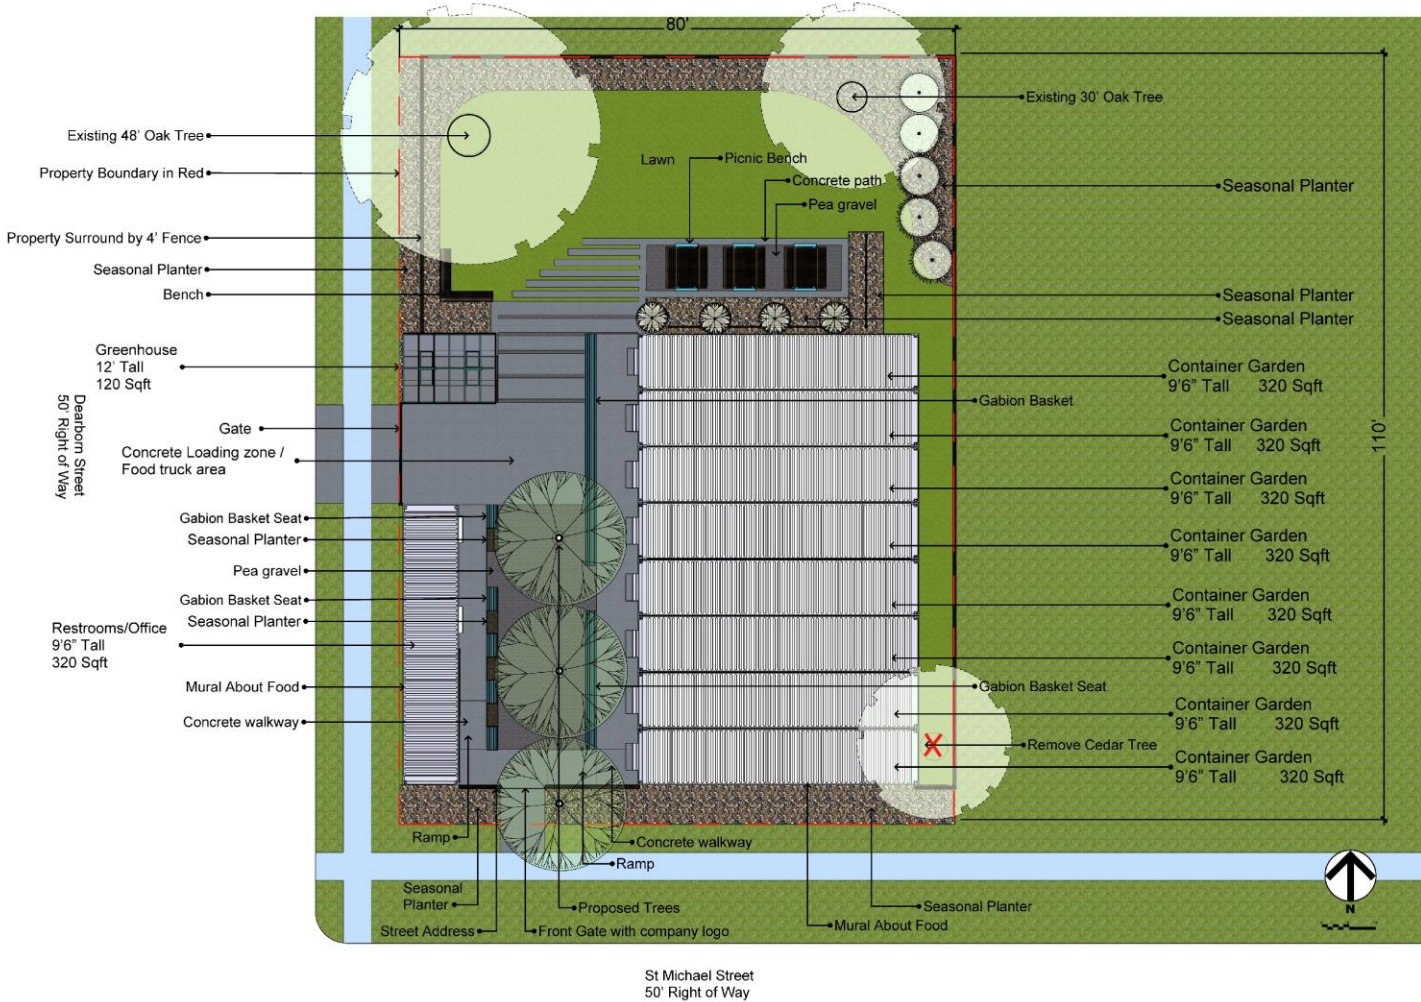 80'
Existing 48' Oak Tree
Property Boundary in Red
Property Surround by 4' Fence
Seasonal Planter
Bench
Greenhouse
12' Tall
120 Sqft
Dearborn Street
50' Right of Way
Gate
Concrete Loading zone /
Food truck area
Gabion Basket Seat
Seasonal Planter
Pea gravel
Gabion Basket Seat
Seasonal Planter
Restrooms/Office
9'6" Tall
320 Sqft
Mural About Food
Concrete walkway
Lawn
Picnic Bench
Concrete path
Pea gravel
Existing 30' Oak Tree
Seasonal Planter
Seasonal Planter
Seasonal Planter
Container Garden
9'6" Tall 320 Sqft
Gabion Basket
Container Garden
9'6" Tall 320 Sqft
Container Garden
9'6" Tall 320 Sqft
Container Garden
9'6" Tall 320 Sqft
Container Garden
9'6" Tall 320 Sqft
Container Garden
9'6" Tall 320 Sqft
Gabion Basket Seat
Container Garden
9'6" Tall 320 Sqft
Remove Cedar Tree
Container Garden
9'6" Tall 320 Sqft
110'
Ramp
Concrete walkway
Ramp
Seasonal
Planter
Proposed Trees
Seasonal Planter
Street Address
Front Gate with company logo
Mural About Food
N
St Michael Street
50' Right of Way